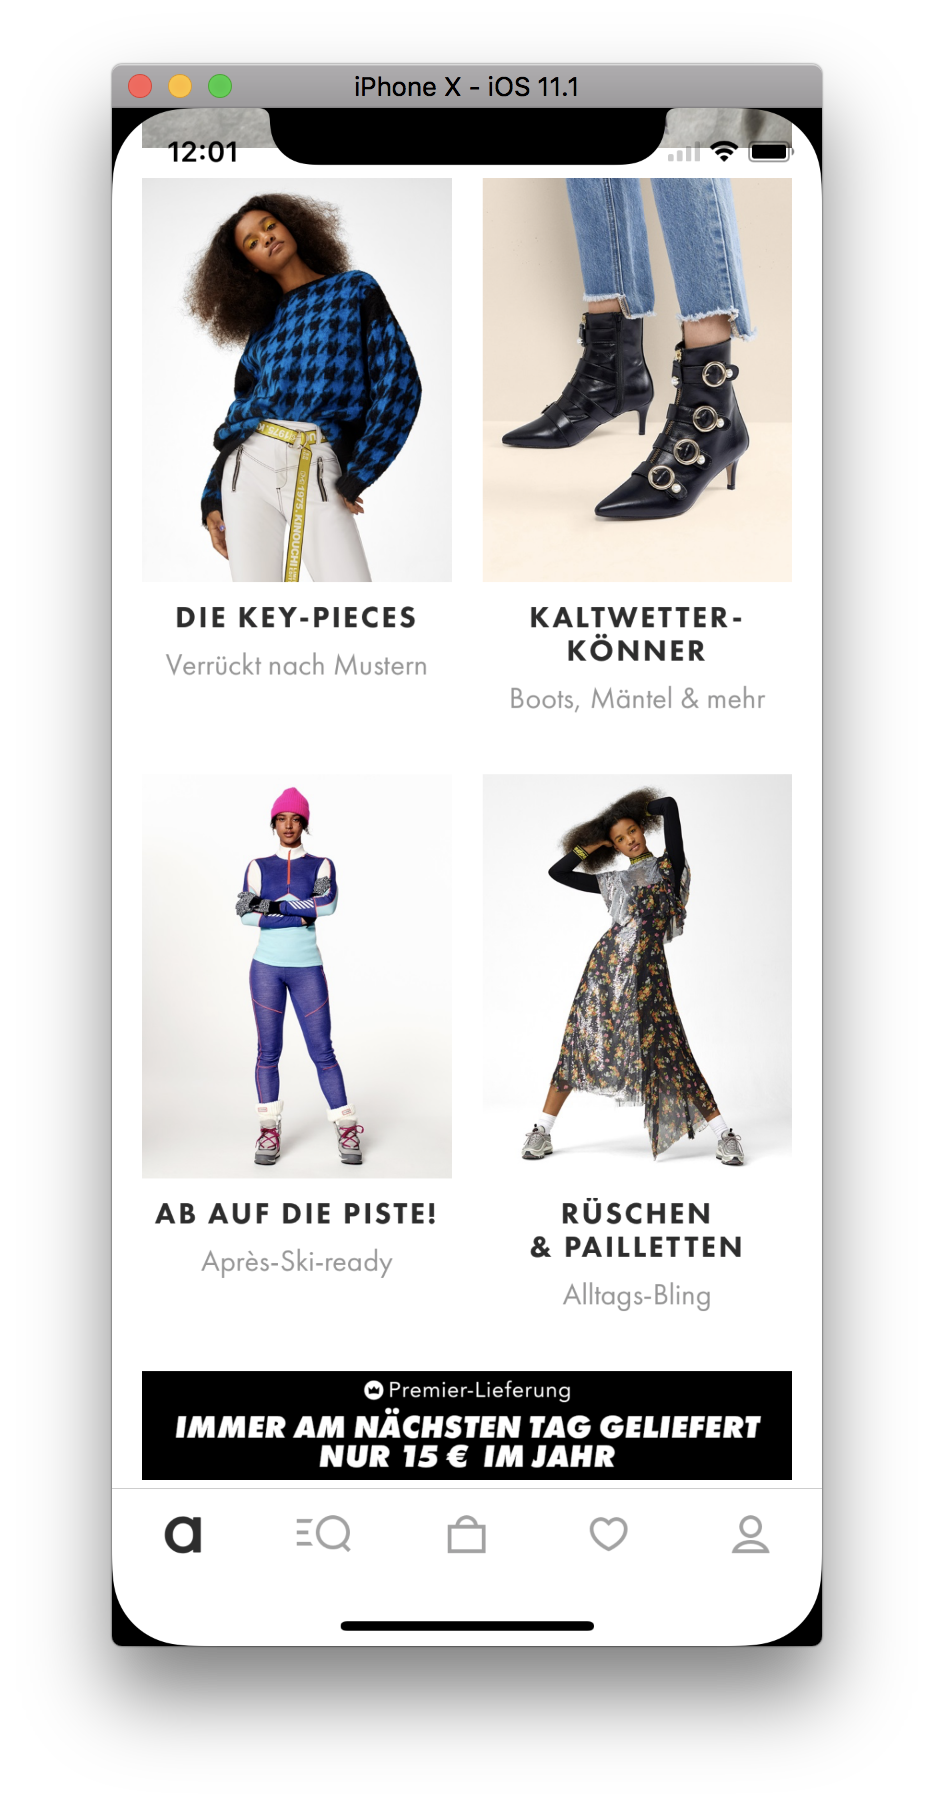 iPhone X - iOS 11.1
12:01
DIE KEY-PIECES
Verrückt nach Mustern
KALTWETTER-
KÖNNER
Boots, Mäntel & mehr
AB AUF DIE PISTE!
Après-Ski-ready
RÜSCHEN
& PAILLETTEN
Alltags-Bling
Premier-Lieferung
IMMER AM NÄCHSTEN TAG GELIEFERT
NUR 15 € IM JAHR
a